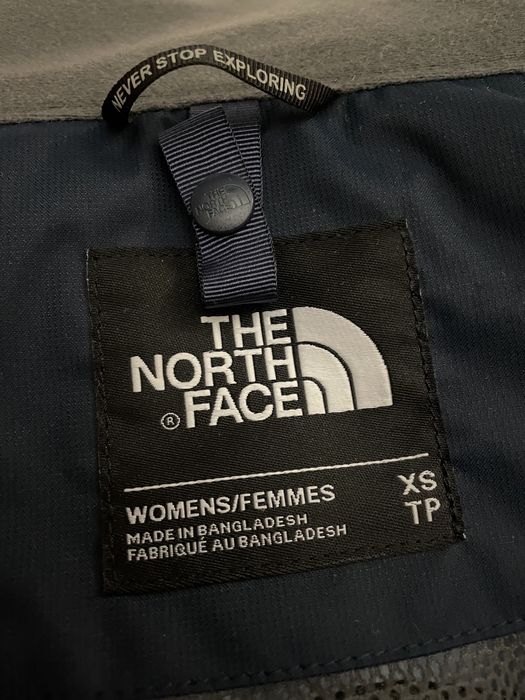 NEVER STOP EXPLORING
THE
NORTH
FACE
THE
NORTH
® FACE
WOMENS/FEMMES XS
MADE IN BANGLADESH TP
FABRIQUÉ AU BANGLADESH